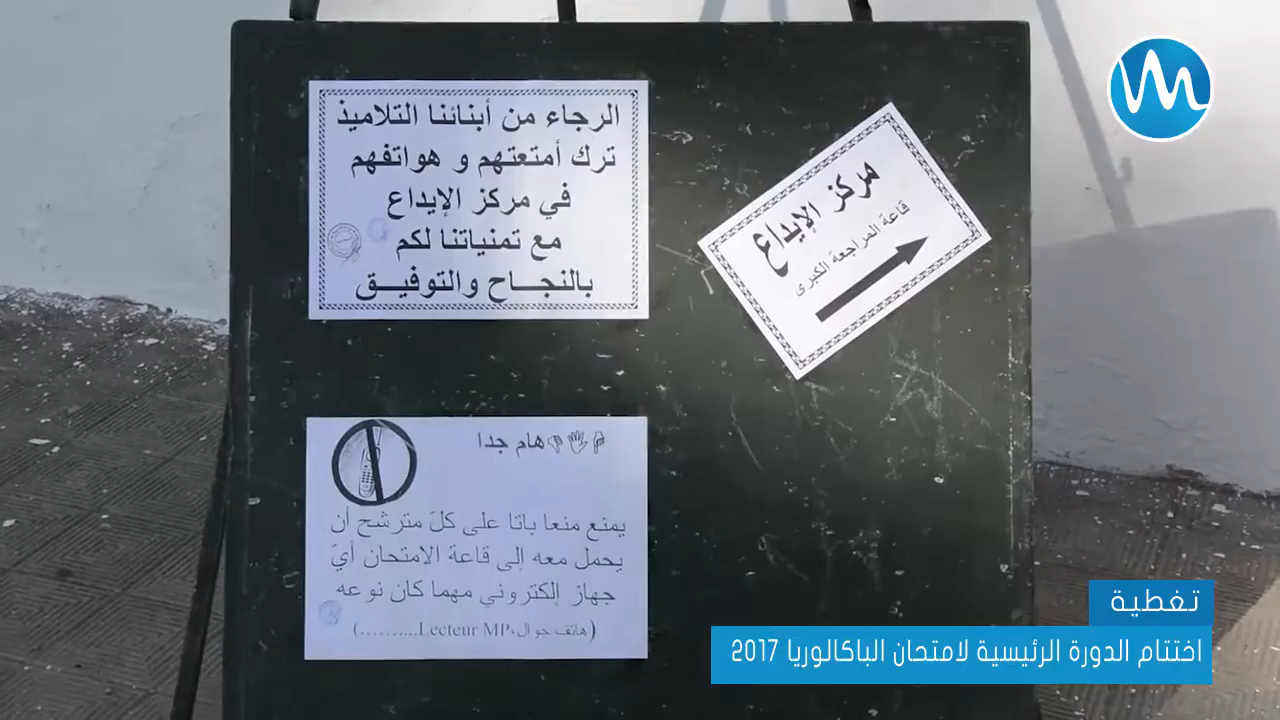 الرجاء من أبنائنا التلاميذ
ترك أمتعتهم و هواتفهم
في مركز الإيداع
مع تمنياتنا لكم
بالنجــاح والتوفيــق
مركز الإيداع
قاعة المراجعة الكبرى
هام جدا
يمنع منعا باتا على كلّ مترشح أن
يحمل معه إلى قاعة الامتحان أيّ
جهاز إلكتروني مهما كان نوعه
(هاتف جوال، Lecteur MP.........)
تغطية
اختتام الدورة الرئيسية لامتحان الباكالوريا 2017